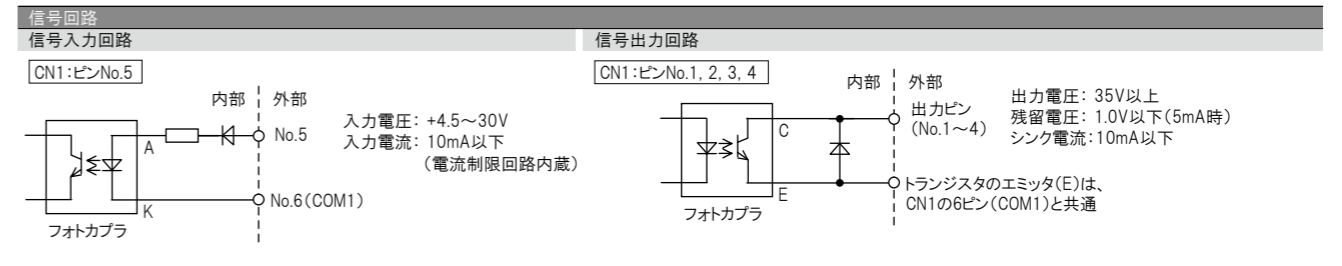 信号回路
信号入力回路
CN1：ピンNo.5
内部
外部
A
No.5
入力電圧： +4.5～30V
入力電流： 10mA以下
（電流制限回路内蔵）
K
No.6（COM1）
フォトカプラ
信号出力回路
CN1：ピンNo.1, 2, 3, 4
内部
外部
C
出力ピン
（No.1～4）
出力電圧： 35V以上
残留電圧： 1.0V以下（5mA時）
シンク電流：10mA以下
E
トランジスタのエミッタ（E）は、
CN1の6ピン（COM1）と共通
フォトカプラ